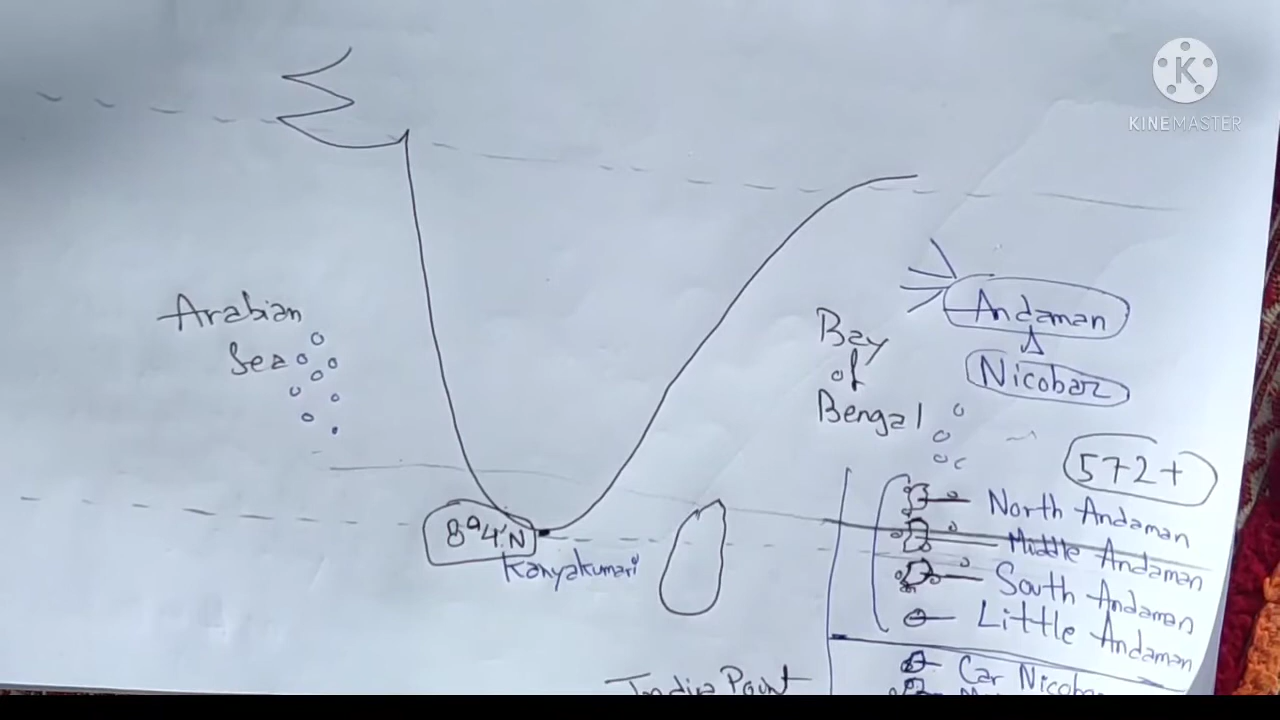 K
KINEMASTER
Arabian
Sea
Bay
of
Bengal
Andaman
Nicobar
572+
8°4'N
Kanyakumari
North Andaman
Middle Andaman
South Andaman
Little Andaman
Car Nicobar
Indira Point